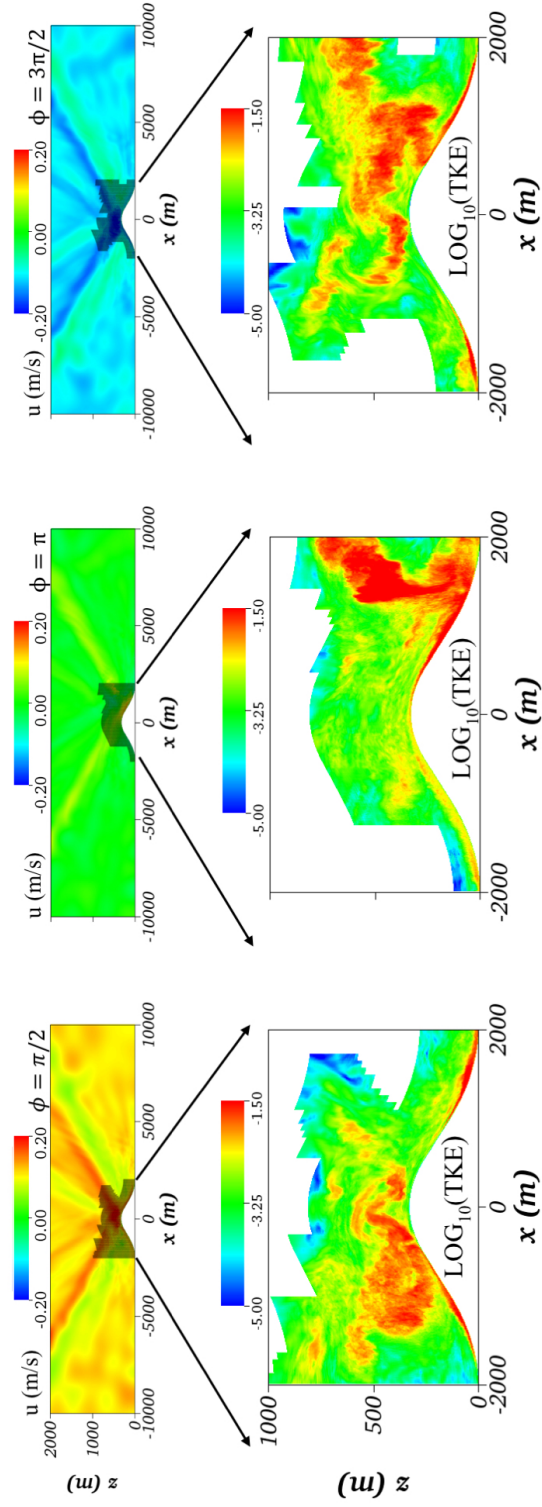 u (m/s) ϕ = π/2
-0.20 0.00 0.20
2000
1000
0
z (m)
-10000 -5000 0 5000 10000
x (m)
u (m/s) ϕ = π
-0.20 0.00 0.20
-10000 -5000 0 5000 10000
x (m)
u (m/s) ϕ = 3π/2
-0.20 0.00 0.20
-10000 -5000 0 5000 10000
x (m)
-5.00 -3.25 -1.50
1000
500
0
z (m)
LOG10(TKE)
-2000 0 2000
x (m)
-5.00 -3.25 -1.50
LOG10(TKE)
-2000 0 2000
x (m)
-5.00 -3.25 -1.50
LOG10(TKE)
-2000 0 2000
x (m)